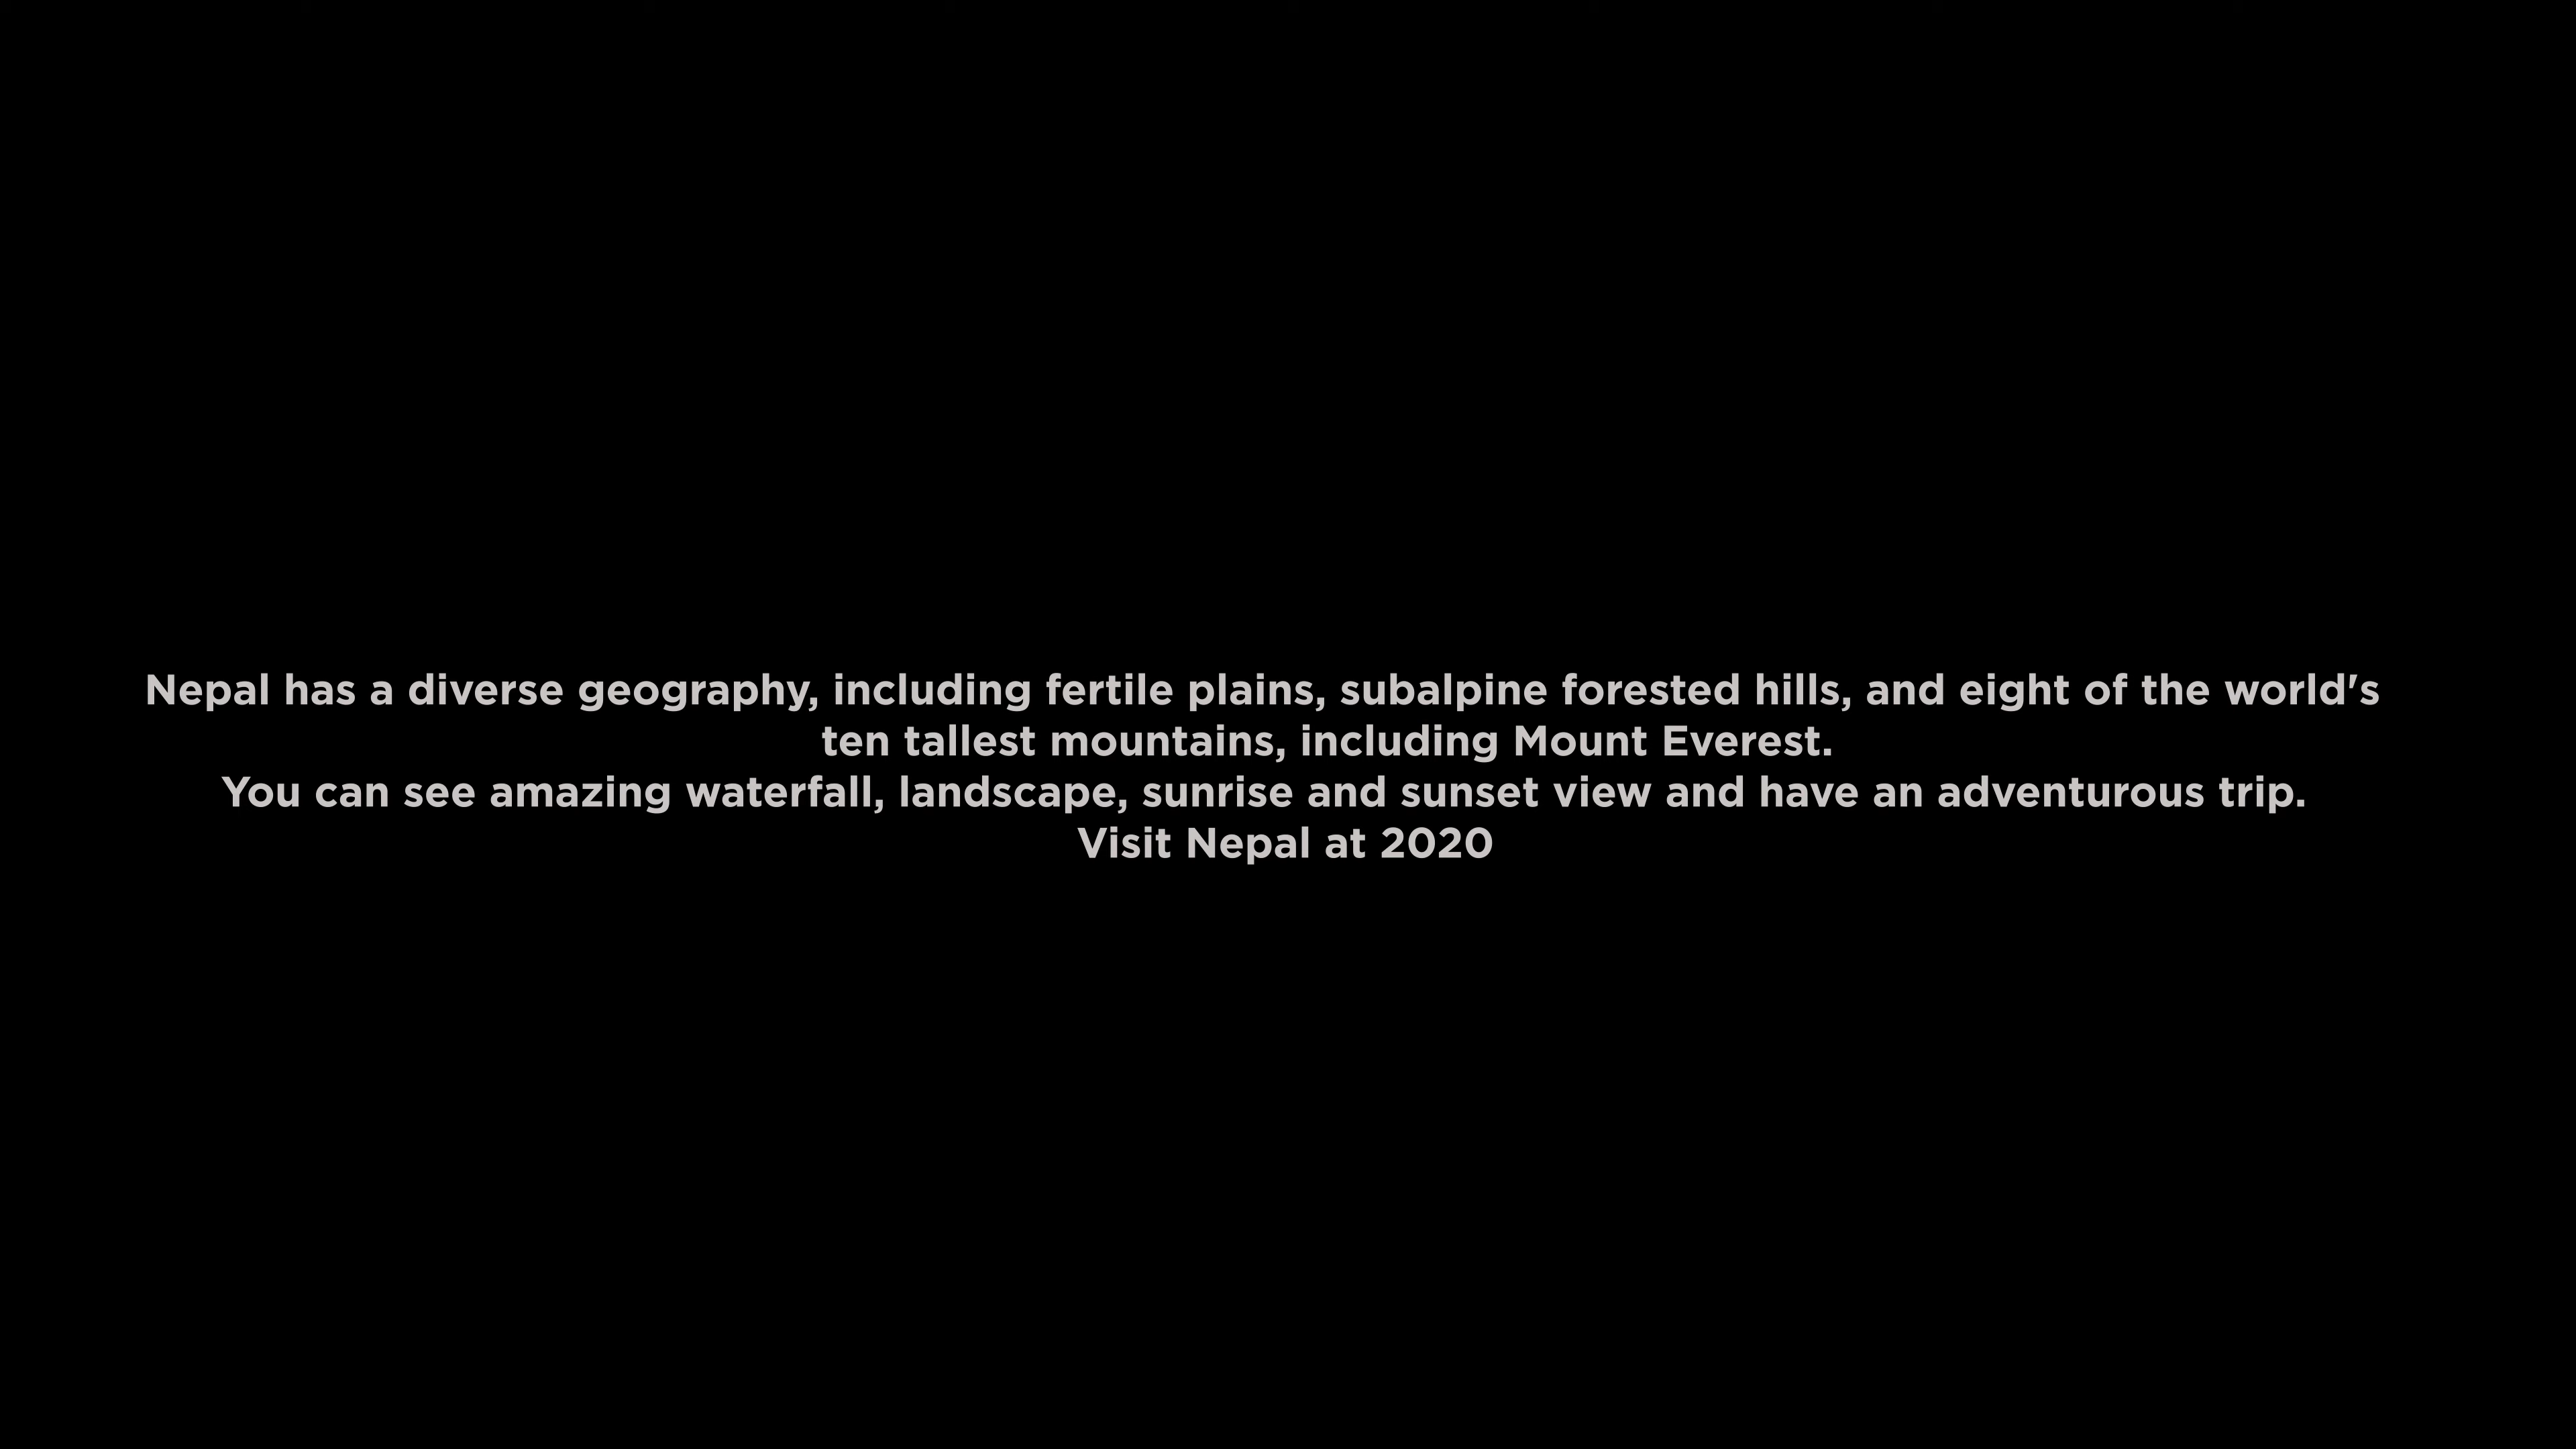 Nepal has a diverse geography, including fertile plains, subalpine forested hills, and eight of the world's
ten tallest mountains, including Mount Everest.
You can see amazing waterfall, landscape, sunrise and sunset view and have an adventurous trip.
Visit Nepal at 2020